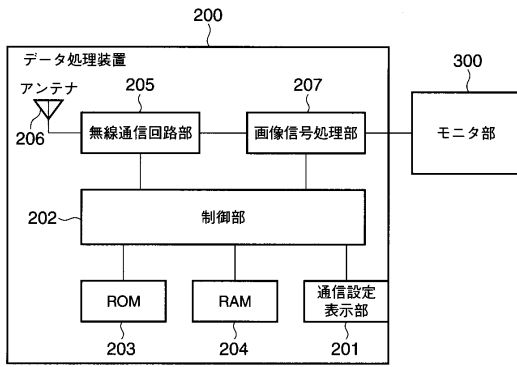 200
データ処理装置
アンテナ
206
205
無線通信回路部
207
画像信号処理部
300
モニタ部
202
制御部
ROM
203
RAM
204
通信設定
表示部
201